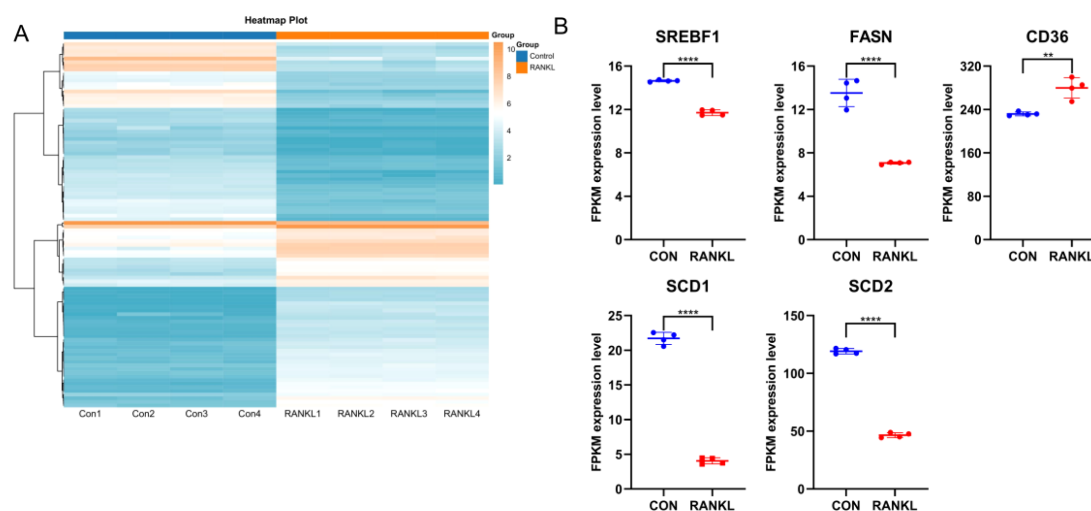 A
Heatmap Plot
Group
10
8
6
4
2
Group
Control
RANKL
Con1 Con2 Con3 Con4 RANKL1 RANKL2 RANKL3 RANKL4
B
SREBF1
FPKM expression level
16
12
8
4
0
****
CON RANKL
FASN
FPKM expression level
16
12
8
4
0
****
CON RANKL
CD36
FPKM expression level
320
240
160
80
0
**
CON RANKL
SCD1
FPKM expression level
25
20
15
10
5
0
****
CON RANKL
SCD2
FPKM expression level
150
100
50
0
****
CON RANKL